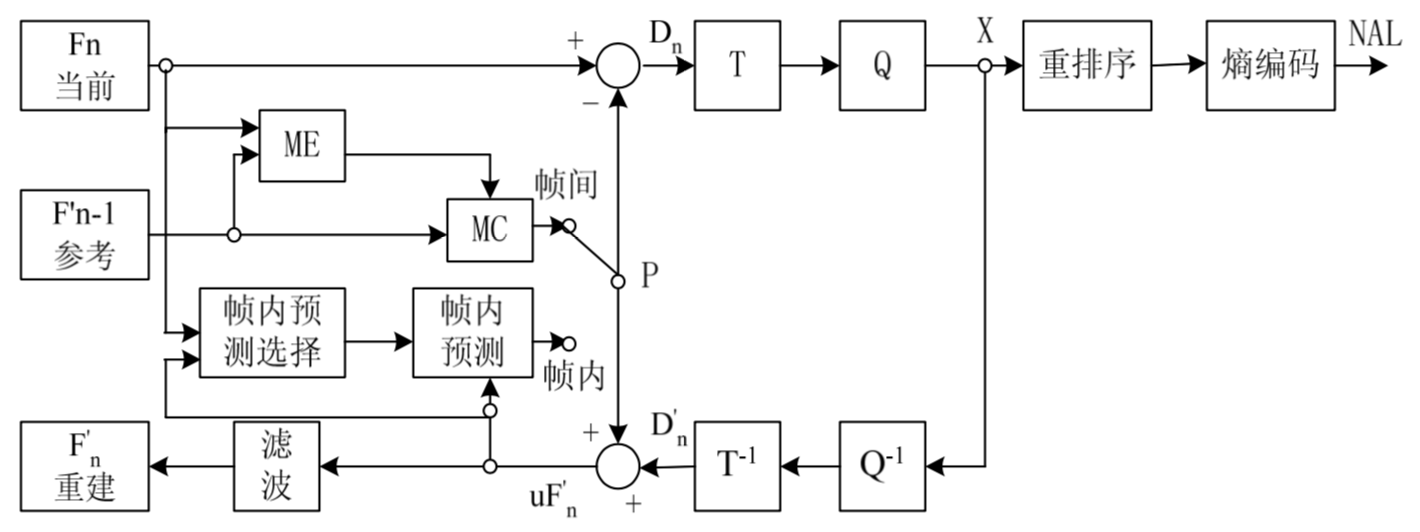 Fn
当前
+
−
D_n
T
Q
X
重排序
熵编码
NAL
ME
F'n-1
参考
MC
帧间
P
帧内预
测选择
帧内
预测
帧内
F'_n
重建
滤
波
uF'_n
+
+
D'_n
T^-1
Q^-1